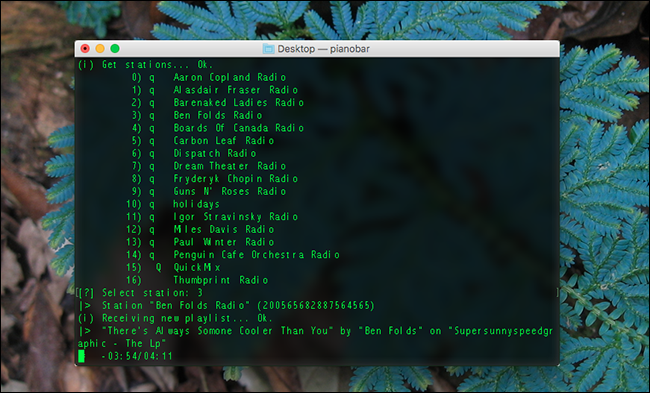 Desktop — pianobar
(i) Get stations... Ok.
0) q Aaron Copland Radio
1) q Alasdair Fraser Radio
2) q Barenaked Ladies Radio
3) q Ben Folds Radio
4) q Boards Of Canada Radio
5) q Carbon Leaf Radio
6) q Dispatch Radio
7) q Dream Theater Radio
8) q Fryderyk Chopin Radio
9) q Guns N' Roses Radio
10) q holidays
11) q Igor Stravinsky Radio
12) q Miles Davis Radio
13) q Paul Winter Radio
14) q Penguin Cafe Orchestra Radio
15) Q QuickMix
16) Thumbprint Radio
[?] Select station: 3
|> Station "Ben Folds Radio" (200565682887564565)
(i) Receiving new playlist... Ok.
|> "There's Always Somone Cooler Than You" by "Ben Folds" on "Supersunnyspeedgr
aphic - The Lp"
-03:54/04:11